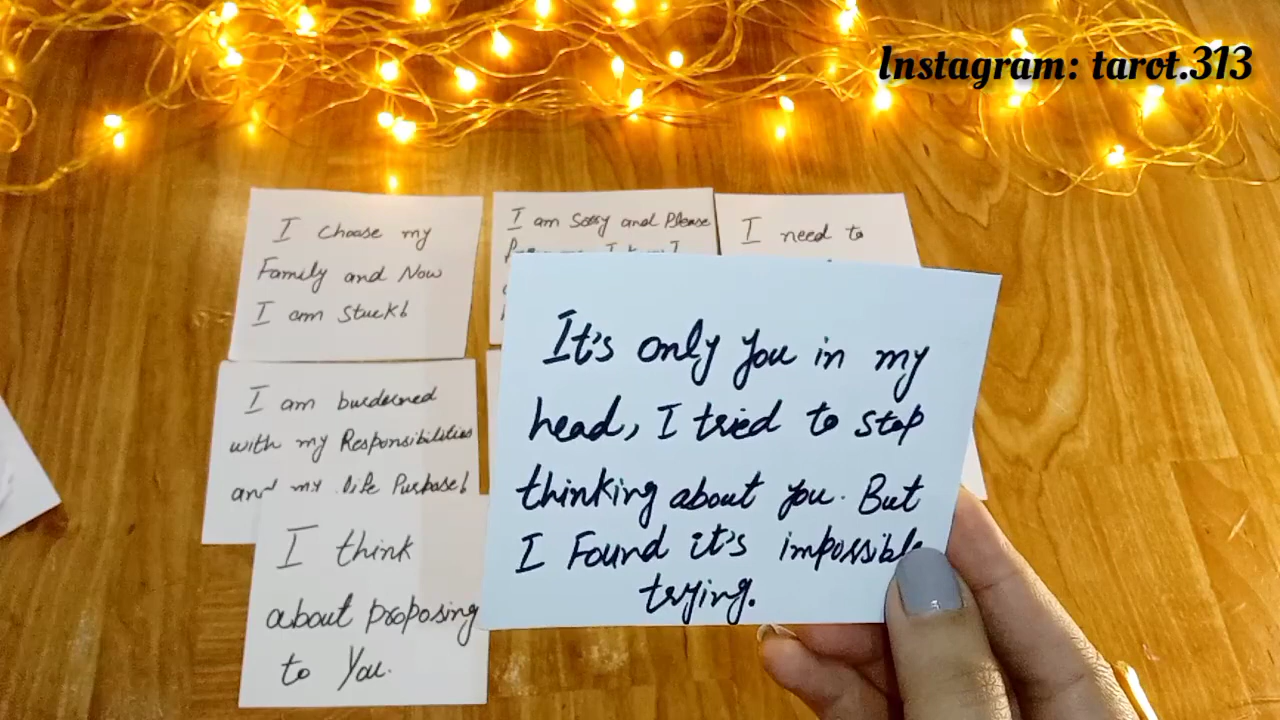 Instagram: tarot.313
I choose my
Family and Now
I am Stuck!
I am Sorry and Please
I need to
I am burdened
with my Responsibilities
and my life Purpose!
I think
about proposing
to You.
It's only you in my
head, I tried to stop
thinking about you. But
I Found it's impossible
trying.